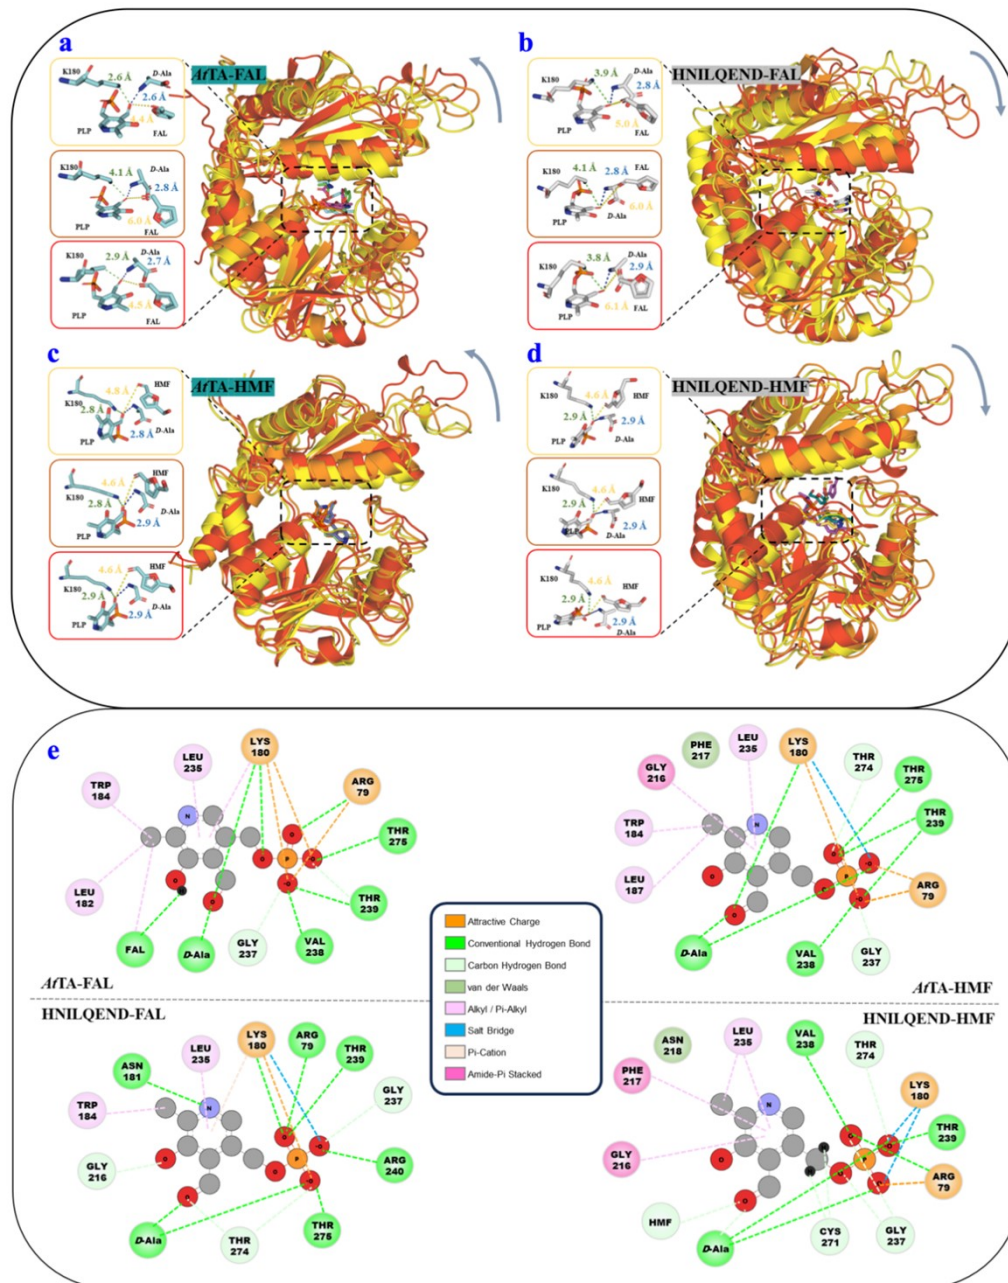 a
AtTA-FAL
K180
2.6 Å
D-Ala
2.6 Å
4.4 Å
PLP
FAL
K180
4.1 Å
D-Ala
2.8 Å
6.0 Å
PLP
FAL
K180
2.9 Å
D-Ala
2.7 Å
4.5 Å
PLP
FAL
b
HNILQEND-FAL
K180
3.9 Å
D-Ala
2.8 Å
5.0 Å
PLP
FAL
K180
4.1 Å
2.8 Å
FAL
6.0 Å
PLP
D-Ala
K180
3.8 Å
D-Ala
2.9 Å
6.1 Å
PLP
FAL
c
AtTA-HMF
4.8 Å
HMF
K180
2.8 Å
D-Ala
PLP
2.8 Å
4.6 Å
HMF
K180
2.8 Å
D-Ala
PLP
2.9 Å
4.6 Å
HMF
K180
2.9 Å
D-Ala
PLP
2.9 Å
d
HNILQEND-HMF
K180
4.6 Å
HMF
2.9 Å
2.9 Å
PLP
D-Ala
K180
4.6 Å
HMF
2.9 Å
2.9 Å
PLP
D-Ala
K180
4.6 Å
HMF
2.9 Å
PLP
2.9 Å
D-Ala
e
LYS
180
LEU
235
TRP
184
ARG
79
N
O
P
O
O
O
O
H
O
THR
275
LEU
182
THR
239
FAL
D-Ala
GLY
237
VAL
238
AtTA-FAL
LEU
235
LYS
180
PHE
217
THR
274
GLY
216
THR
275
TRP
184
THR
239
N
O
O
O
P
O
O
O
LEU
187
ARG
79
D-Ala
VAL
238
GLY
237
AtTA-HMF
Attractive Charge
Conventional Hydrogen Bond
Carbon Hydrogen Bond
van der Waals
Alkyl / Pi-Alkyl
Salt Bridge
Pi-Cation
Amide-Pi Stacked
HNILQEND-FAL
LYS
180
ARG
79
LEU
235
THR
239
ASN
181
GLY
237
TRP
184
N
O
O
O
O
P
O
O
GLY
216
ARG
240
D-Ala
THR
274
THR
275
HNILQEND-HMF
VAL
238
LEU
235
THR
274
ASN
218
PHE
217
LYS
180
N
O
O
H
O
P
O
H
O
O
THR
239
GLY
216
ARG
79
HMF
D-Ala
CYS
271
GLY
237